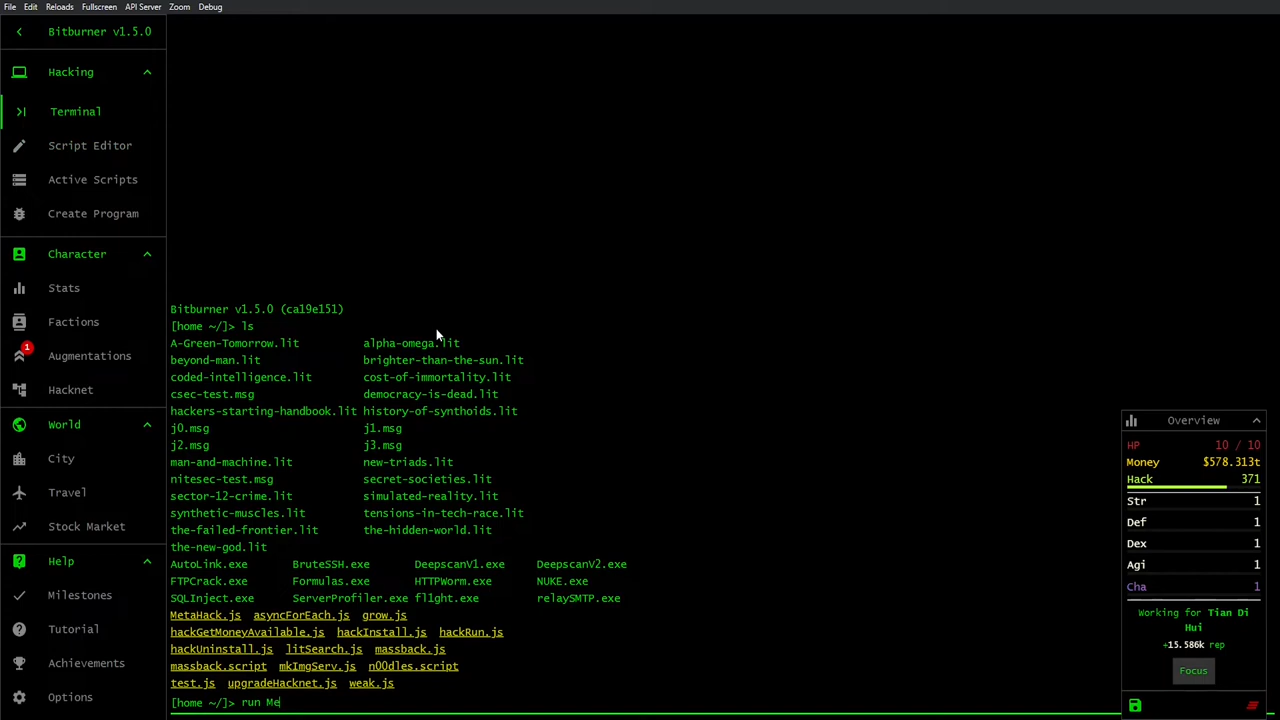 File Edit Reloads Fullscreen API Server Zoom Debug
Bitburner v1.5.0
Hacking
Terminal
Script Editor
Active Scripts
Create Program
Character
Stats
Factions
1
Augmentations
Hacknet
World
City
Travel
Stock Market
Help
Milestones
Tutorial
Achievements
Options
Bitburner v1.5.0 (ca19e151)
[home ~/]> ls
A-Green-Tomorrow.lit alpha-omega.lit
beyond-man.lit brighter-than-the-sun.lit
coded-intelligence.lit cost-of-immortality.lit
csec-test.msg democracy-is-dead.lit
hackers-starting-handbook.lit history-of-synthoids.lit
j0.msg j1.msg
j2.msg j3.msg
man-and-machine.lit new-triads.lit
nitesec-test.msg secret-societies.lit
sector-12-crime.lit simulated-reality.lit
synthetic-muscles.lit tensions-in-tech-race.lit
the-failed-frontier.lit the-hidden-world.lit
the-new-god.lit
AutoLink.exe BruteSSH.exe DeepscanV1.exe DeepscanV2.exe
FTPCrack.exe Formulas.exe HTTPWorm.exe NUKE.exe
SQLInject.exe ServerProfiler.exe fl1ght.exe relaySMTP.exe
MetaHack.js asyncForEach.js grow.js
hackGetMoneyAvailable.js hackInstall.js hackRun.js
hackUninstall.js litSearch.js massback.js
massback.script mkImgServ.js n00dles.script
test.js upgradeHacknet.js weak.js
[home ~/]> run Me
Overview
HP 10 / 10
Money $578.313t
Hack 371
Str 1
Def 1
Dex 1
Agi 1
Cha 1
Working for Tian Di
Hui
+15.586k rep
Focus